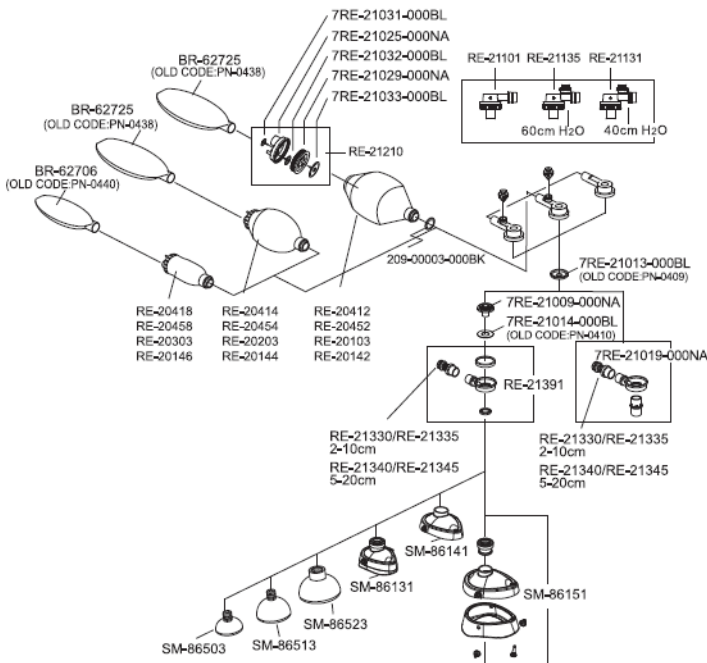 7RE-21031-000BL
7RE-21025-000NA
7RE-21032-000BL
7RE-21029-000NA
7RE-21033-000BL
BR-62725
(OLD CODE:PN-0438)
BR-62725
(OLD CODE:PN-0438)
BR-62706
(OLD CODE:PN-0440)
RE-21210
RE-21101
RE-21135
RE-21131
60cm H2O
40cm H2O
209-00003-000BK
7RE-21013-000BL
(OLD CODE:PN-0409)
RE-20418
RE-20458
RE-20303
RE-20146
RE-20414
RE-20454
RE-20203
RE-20144
RE-20412
RE-20452
RE-20103
RE-20142
7RE-21009-000NA
7RE-21014-000BL
(OLD CODE:PN-0410)
7RE-21019-000NA
RE-21391
RE-21330/RE-21335
2-10cm
RE-21340/RE-21345
5-20cm
RE-21330/RE-21335
2-10cm
RE-21340/RE-21345
5-20cm
SM-86141
SM-86131
SM-86151
SM-86523
SM-86513
SM-86503